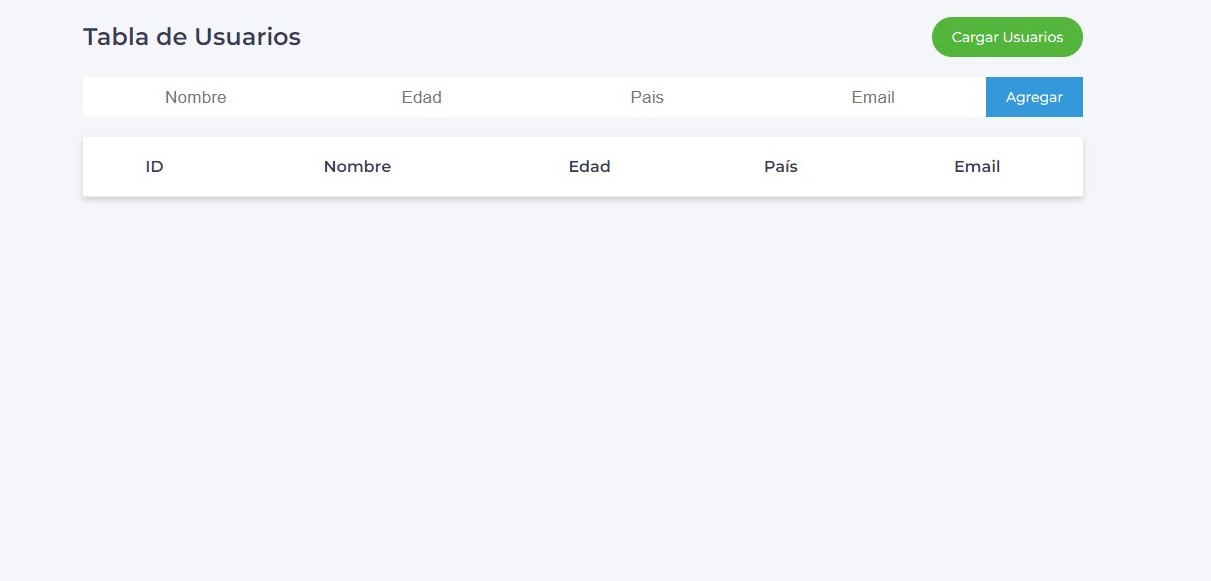 Tabla de Usuarios Cargar Usuarios
Nombre Edad Pais Email Agregar
ID Nombre Edad País Email